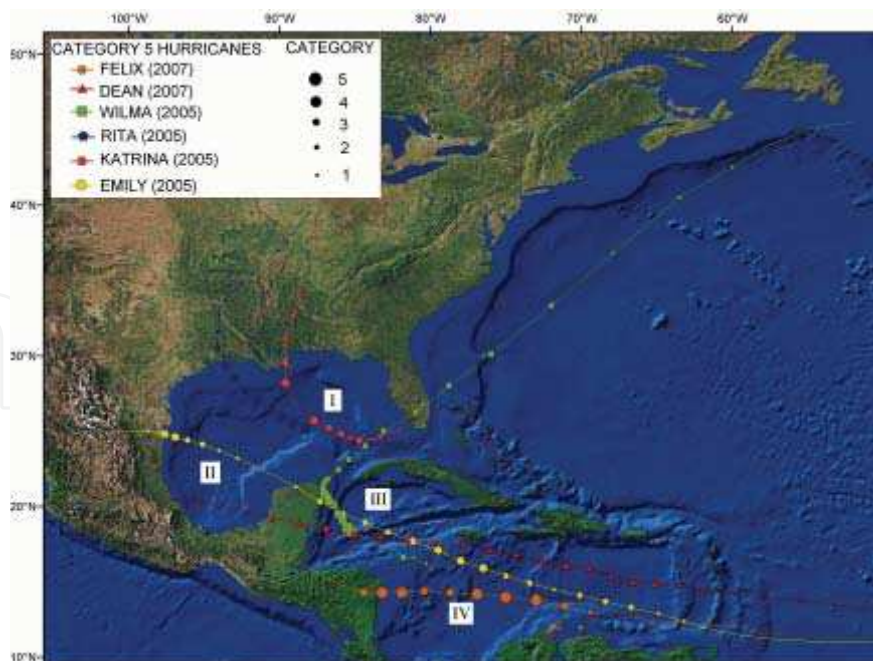 100°W 90°W 80°W 70°W 60°W
50°N
40°N
30°N
20°N
10°N
CATEGORY 5 HURRICANES
FELIX (2007)
DEAN (2007)
WILMA (2005)
RITA (2005)
KATRINA (2005)
EMILY (2005)
CATEGORY
5
4
3
2
1
I
II
III
IV